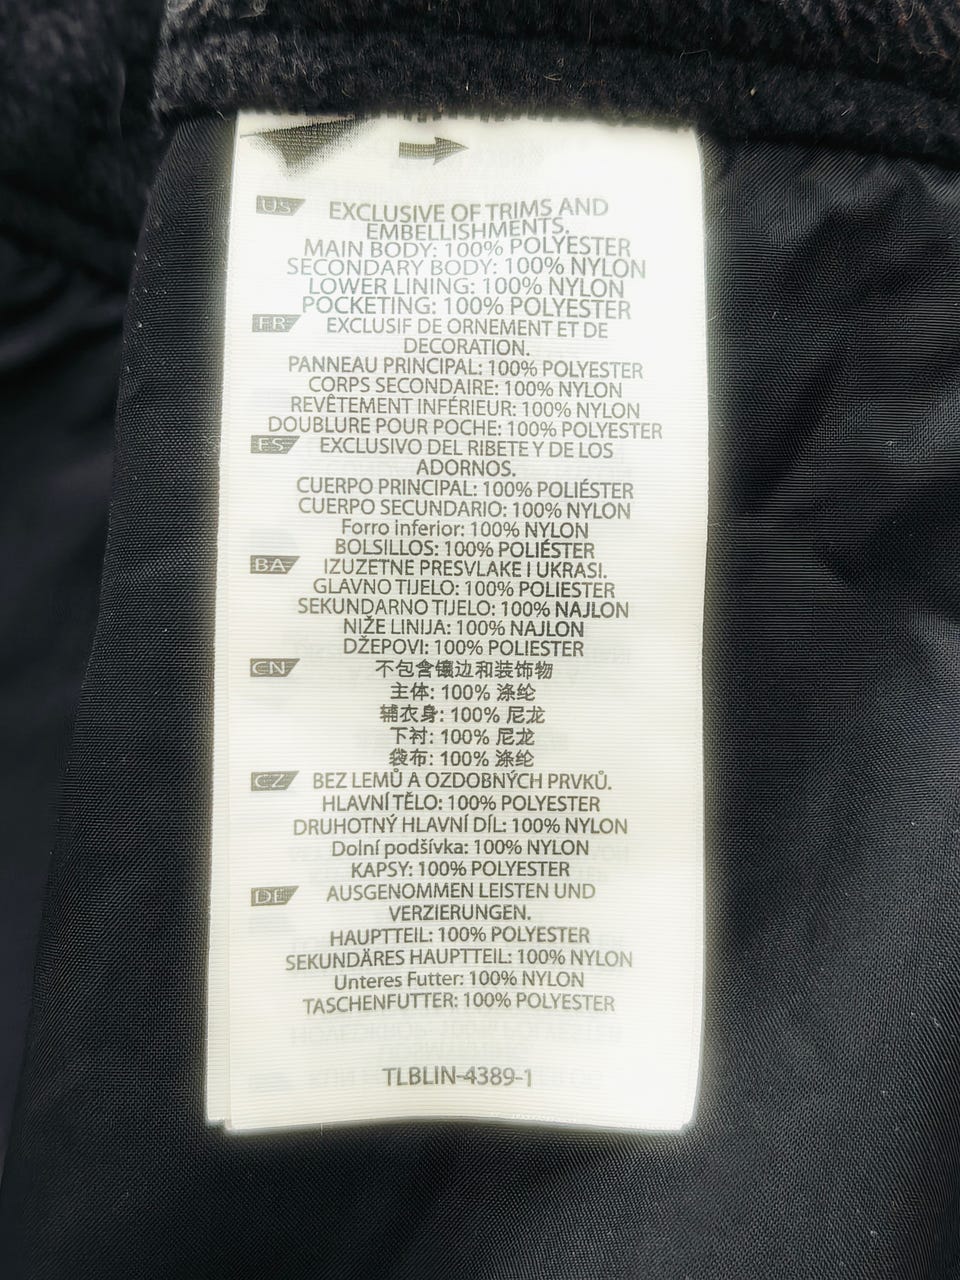 US EXCLUSIVE OF TRIMS AND
EMBELLISHMENTS.
MAIN BODY: 100% POLYESTER
SECONDARY BODY: 100% NYLON
LOWER LINING: 100% NYLON
POCKETING: 100% POLYESTER
FR EXCLUSIF DE ORNEMENT ET DE
DECORATION.
PANNEAU PRINCIPAL: 100% POLYESTER
CORPS SECONDAIRE: 100% NYLON
REVÊTEMENT INFÉRIEUR: 100% NYLON
DOUBLURE POUR POCHE: 100% POLYESTER
ES EXCLUSIVO DEL RIBETE Y DE LOS
ADORNOS.
CUERPO PRINCIPAL: 100% POLIÉSTER
CUERPO SECUNDARIO: 100% NYLON
Forro inferior: 100% NYLON
BOLSILLOS: 100% POLIÉSTER
BA IZUZETNE PRESVLAKE I UKRASI.
GLAVNO TIJELO: 100% POLIESTER
SEKUNDARNO TIJELO: 100% NAJLON
NIŽE LINIJA: 100% NAJLON
DŽEPOVI: 100% POLIESTER
CN 不包含镶边和装饰物
主体: 100% 涤纶
辅衣身: 100% 尼龙
下衬: 100% 尼龙
袋布: 100% 涤纶
CZ BEZ LEMŮ A OZDOBNÝCH PRVKŮ.
HLAVNÍ TĚLO: 100% POLYESTER
DRUHOTNÝ HLAVNÍ DÍL: 100% NYLON
Dolní podšívka: 100% NYLON
KAPSY: 100% POLYESTER
DE AUSGENOMMEN LEISTEN UND
VERZIERUNGEN.
HAUPTTEIL: 100% POLYESTER
SEKUNDÄRES HAUPTTEIL: 100% NYLON
Unteres Futter: 100% NYLON
TASCHENFUTTER: 100% POLYESTER
TLBLIN-4389-1